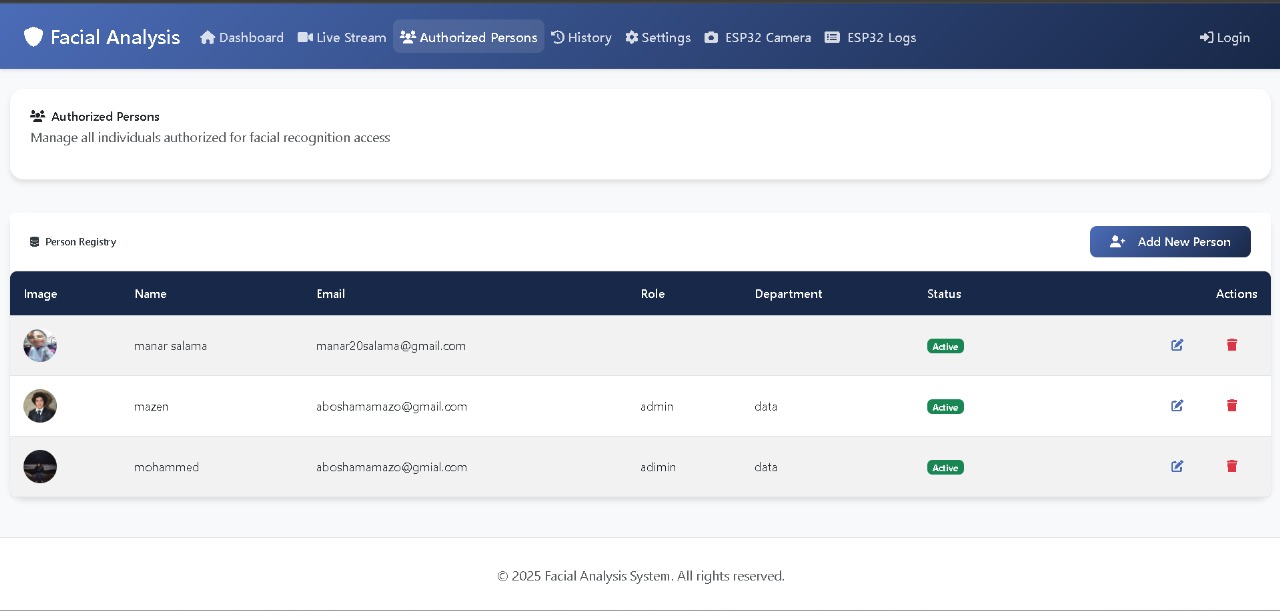 Facial Analysis Dashboard Live Stream Authorized Persons History Settings ESP32 Camera ESP32 Logs Login
Authorized Persons
Manage all individuals authorized for facial recognition access
Person Registry Add New Person
Image Name Email Role Department Status Actions
manar salama manar20salama@gmail.com Active
mazen aboshamamazo@gmail.com admin data Active
mohammed aboshamamazo@gmial.com adimin data Active
© 2025 Facial Analysis System. All rights reserved.